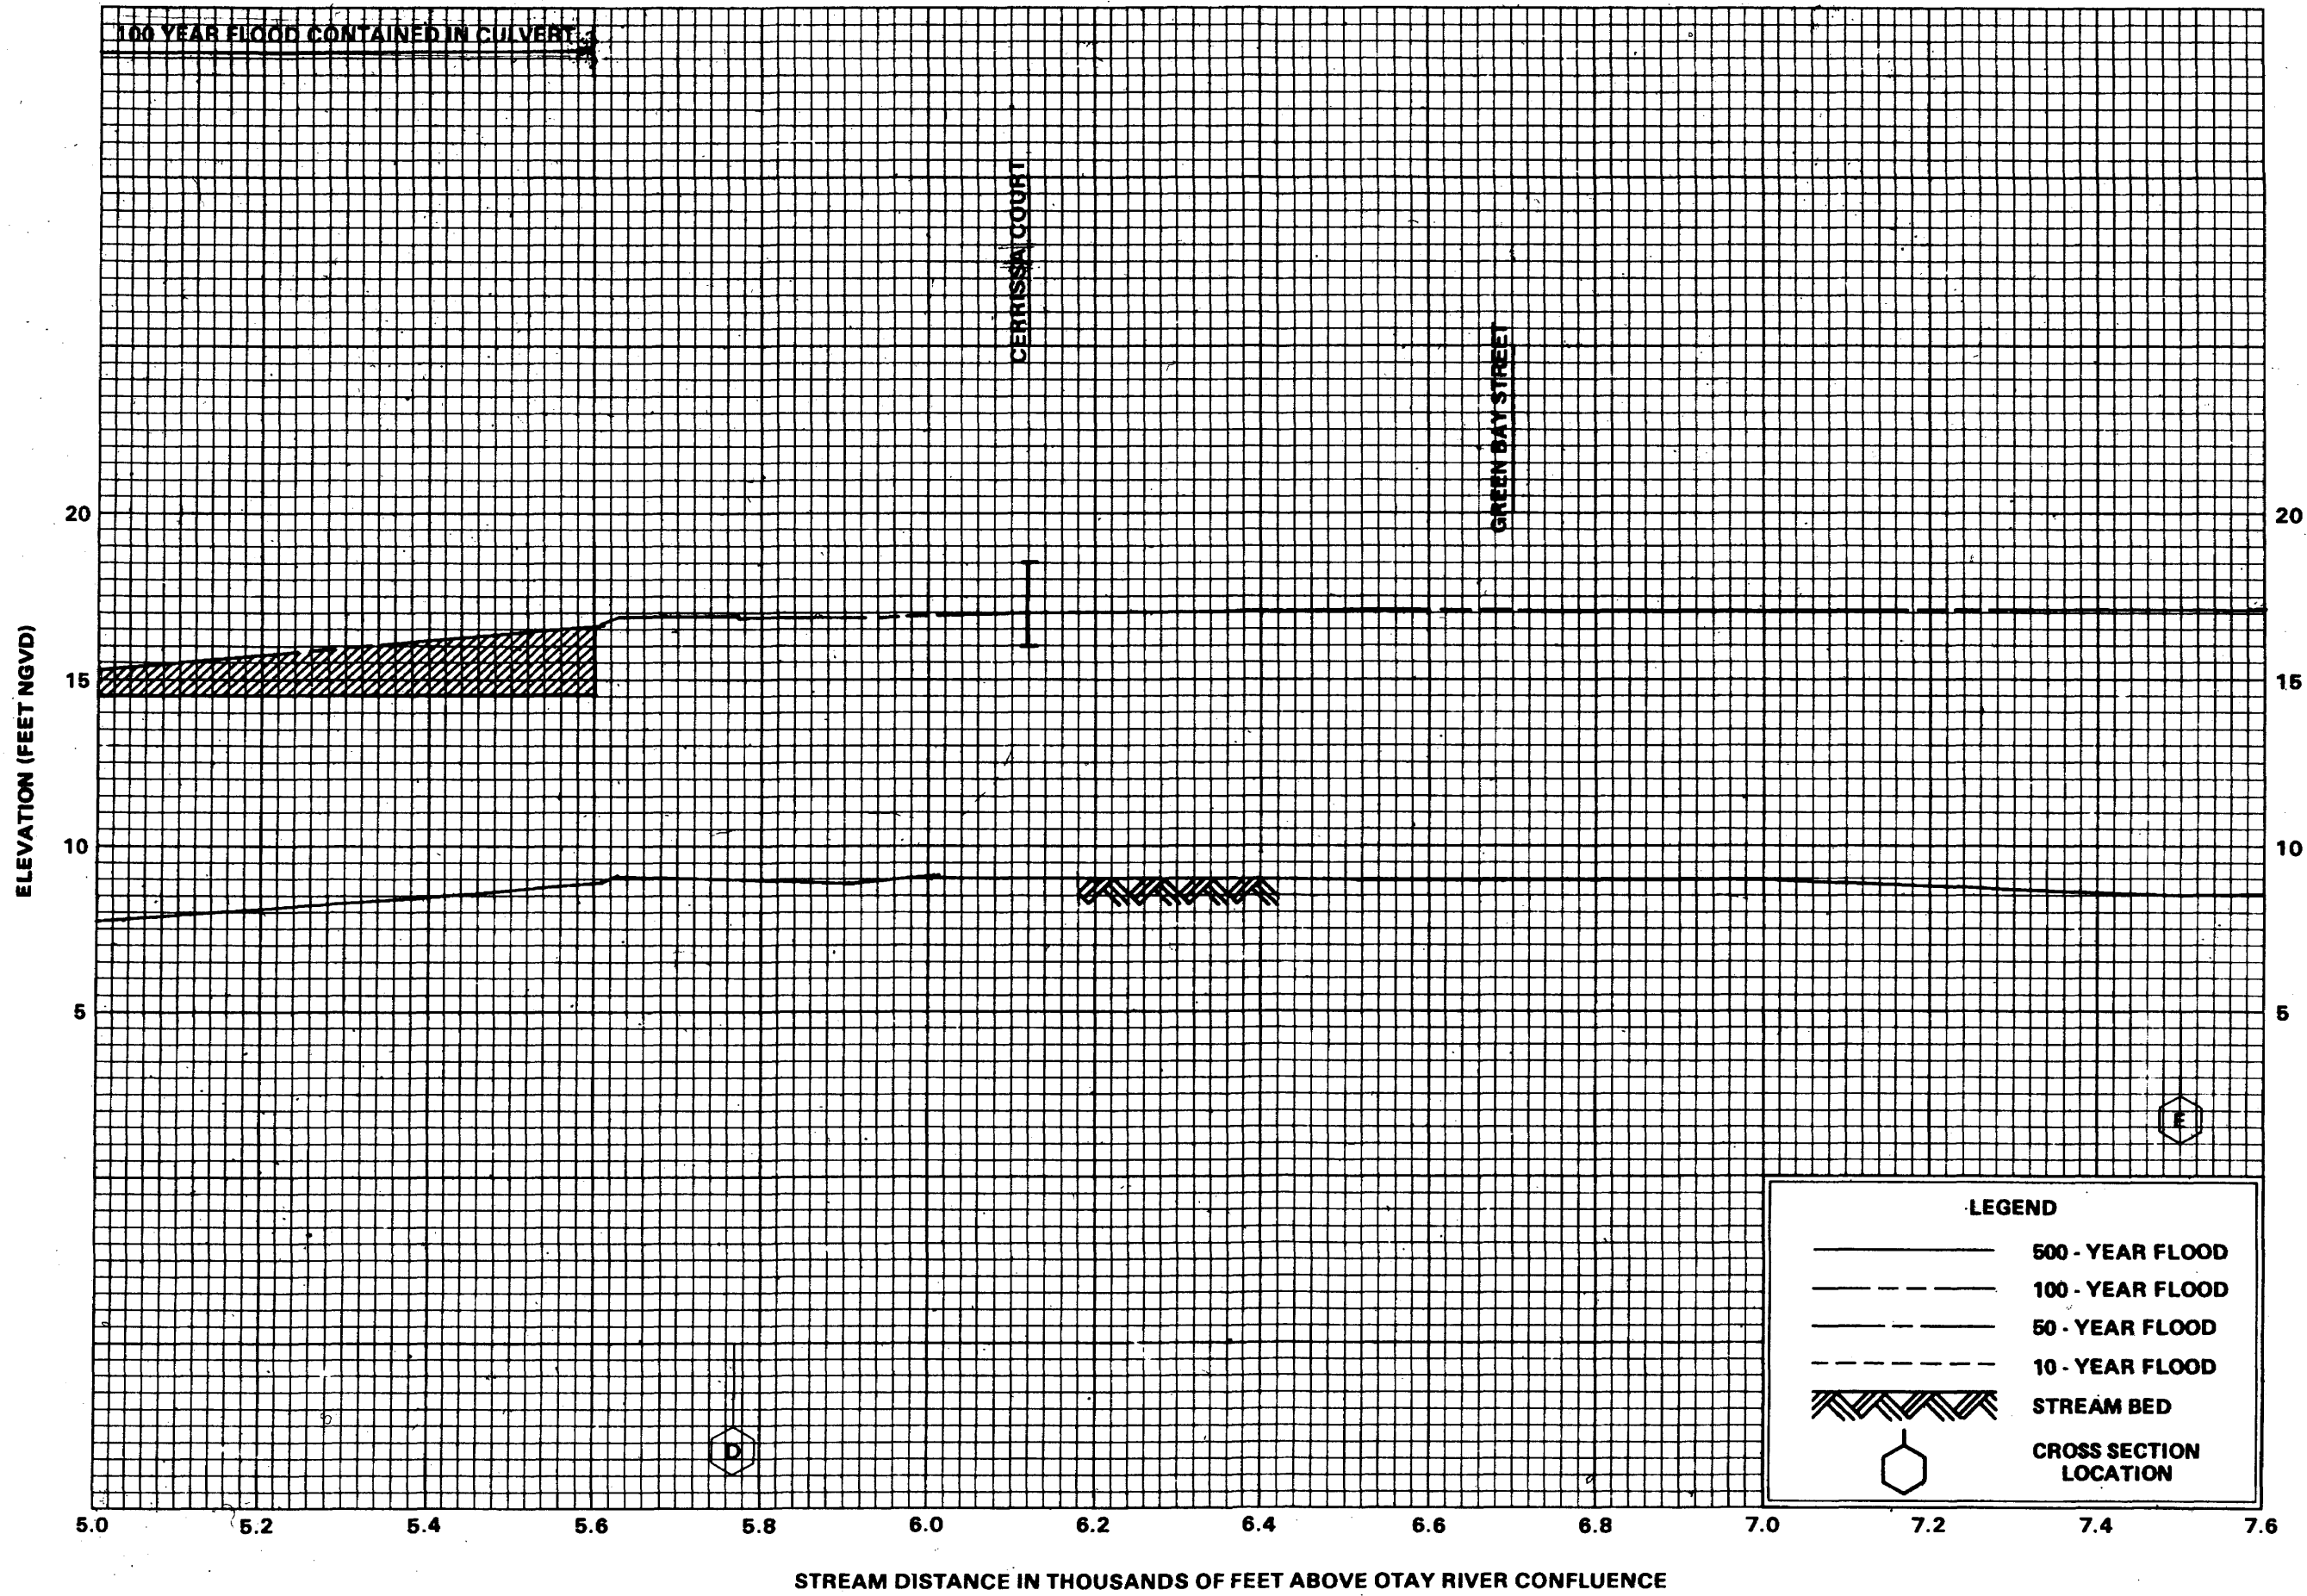 100 YEAR FLOOD CONTAINED IN CULVERT
CERRISSA COURT
GREEN BAY STREET
ELEVATION (FEET NGVD)
20
15
10
5
20
15
10
5
D
E
LEGEND
500 - YEAR FLOOD
100 - YEAR FLOOD
50 - YEAR FLOOD
10 - YEAR FLOOD
STREAM BED
CROSS SECTION
LOCATION
5.0 5.2 5.4 5.6 5.8 6.0 6.2 6.4 6.6 6.8 7.0 7.2 7.4 7.6
STREAM DISTANCE IN THOUSANDS OF FEET ABOVE OTAY RIVER CONFLUENCE